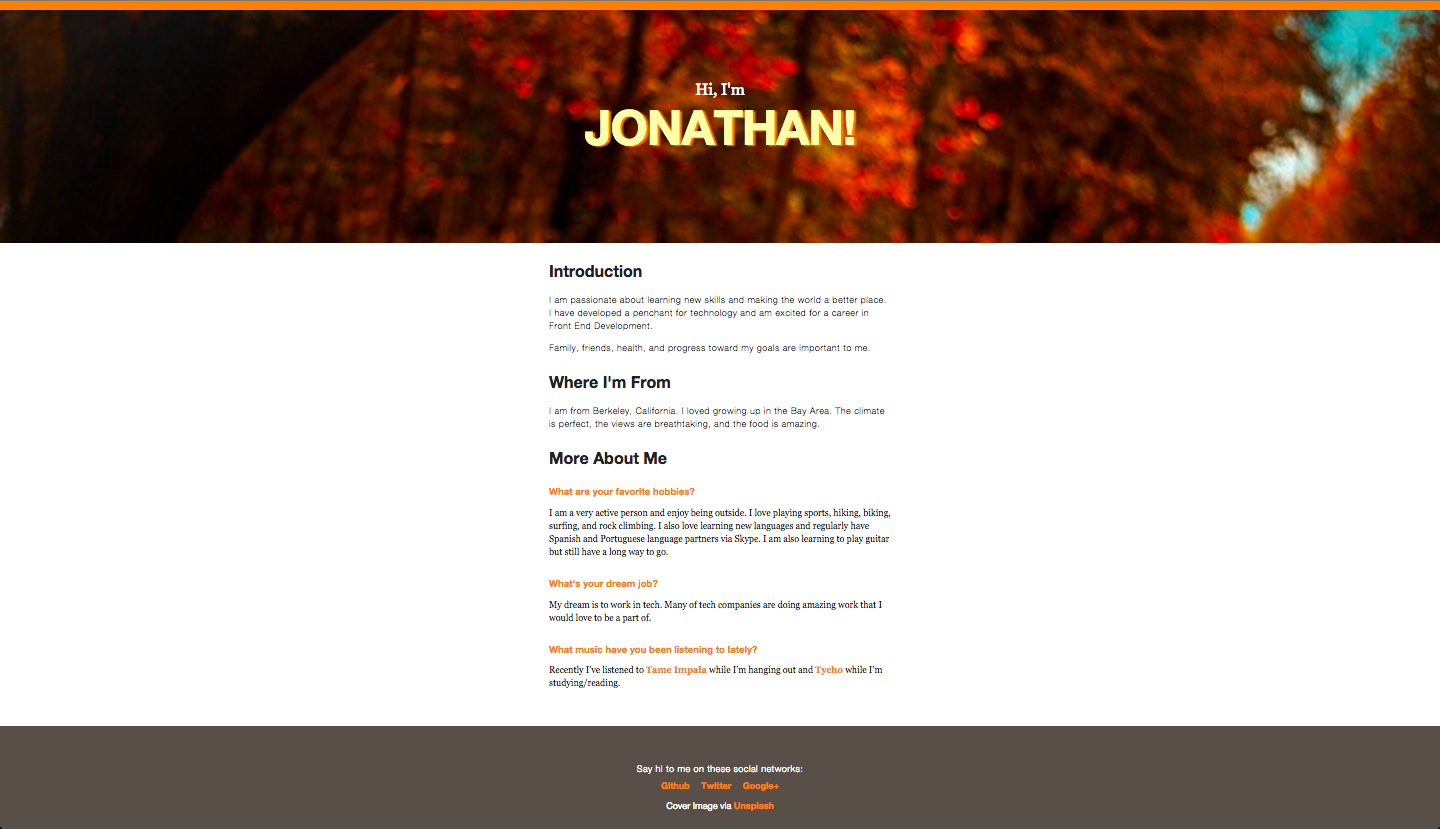 Hi, I'm
JONATHAN!
Introduction
I am passionate about learning new skills and making the world a better place.
I have developed a penchant for technology and am excited for a career in
Front End Development.
Family, friends, health, and progress toward my goals are important to me.
Where I'm From
I am from Berkeley, California. I loved growing up in the Bay Area. The climate
is perfect, the views are breathtaking, and the food is amazing.
More About Me
What are your favorite hobbies?
I am a very active person and enjoy being outside. I love playing sports, hiking, biking,
surfing, and rock climbing. I also love learning new languages and regularly have
Spanish and Portuguese language partners via Skype. I am also learning to play guitar
but still have a long way to go.
What's your dream job?
My dream is to work in tech. Many of tech companies are doing amazing work that I
would love to be a part of.
What music have you been listening to lately?
Recently I've listened to Tame Impala while I'm hanging out and Tycho while I'm
studying/reading.
Say hi to me on these social networks:
Github Twitter Google+
Cover Image via Unsplash